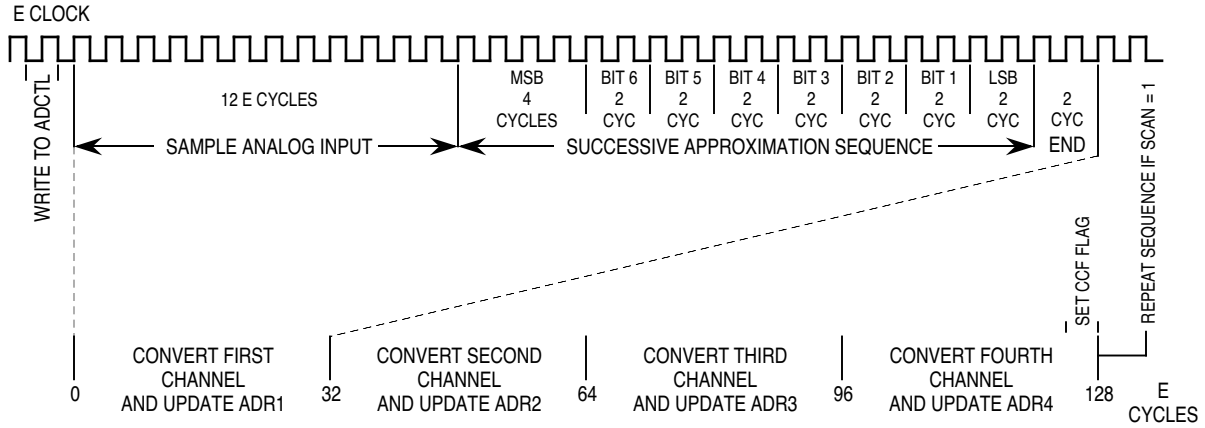 E CLOCK
WRITE TO ADCTL
12 E CYCLES
SAMPLE ANALOG INPUT
MSB
4
CYCLES
BIT 6
2
CYC
BIT 5
2
CYC
BIT 4
2
CYC
BIT 3
2
CYC
BIT 2
2
CYC
BIT 1
2
CYC
LSB
2
CYC
SUCCESSIVE APPROXIMATION SEQUENCE
2
CYC
END
REPEAT SEQUENCE IF SCAN = 1
SET CCF FLAG
0
CONVERT FIRST
CHANNEL
AND UPDATE ADR1
32
CONVERT SECOND
CHANNEL
AND UPDATE ADR2
64
CONVERT THIRD
CHANNEL
AND UPDATE ADR3
96
CONVERT FOURTH
CHANNEL
AND UPDATE ADR4
128
E
CYCLES